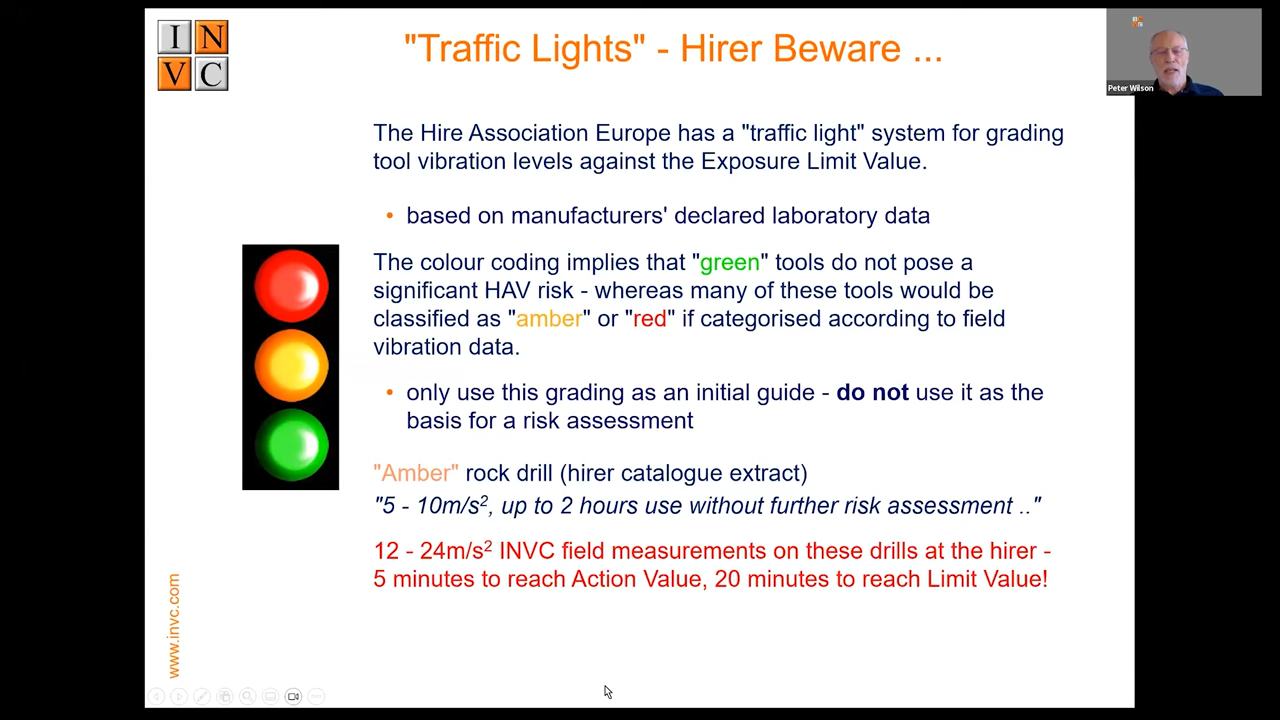 I N
V C
"Traffic Lights" - Hirer Beware ...
Peter Wilson
The Hire Association Europe has a "traffic light" system for grading
tool vibration levels against the Exposure Limit Value.
• based on manufacturers' declared laboratory data
The colour coding implies that "green" tools do not pose a
significant HAV risk - whereas many of these tools would be
classified as "amber" or "red" if categorised according to field
vibration data.
• only use this grading as an initial guide - do not use it as the
basis for a risk assessment
"Amber" rock drill (hirer catalogue extract)
"5 - 10m/s², up to 2 hours use without further risk assessment .."
12 - 24m/s² INVC field measurements on these drills at the hirer -
5 minutes to reach Action Value, 20 minutes to reach Limit Value!
www.invc.com